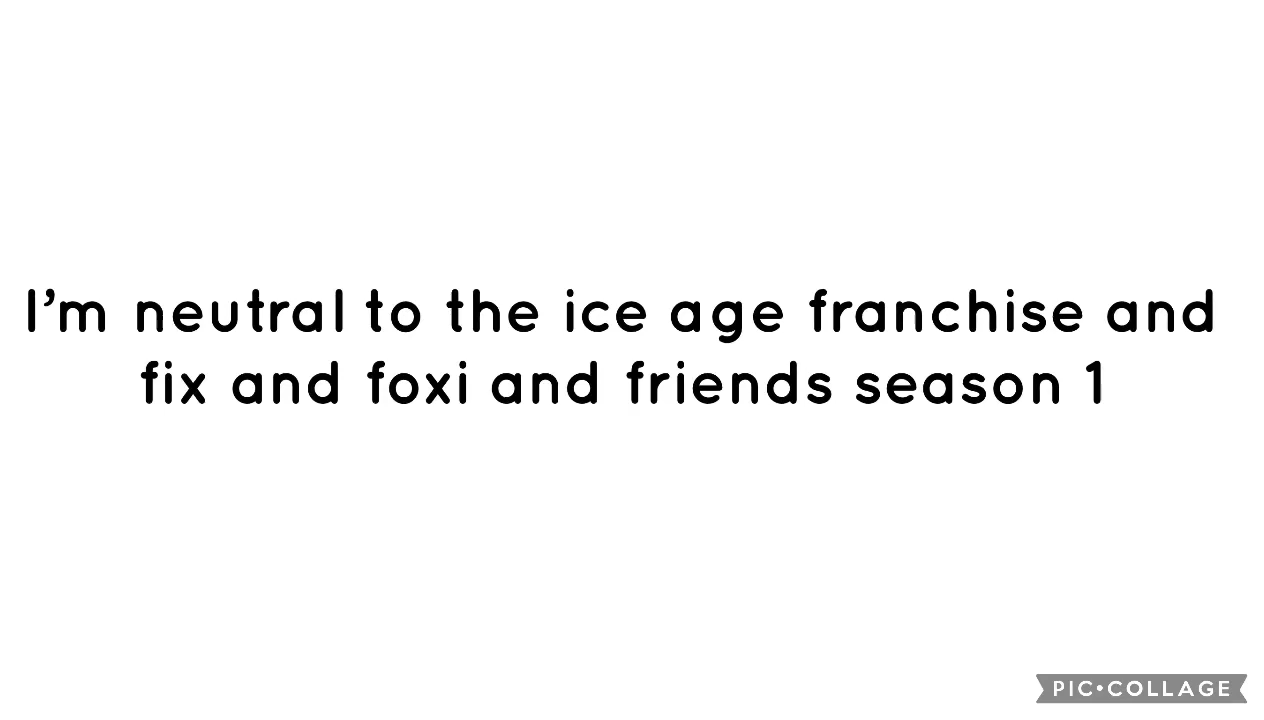 I'm neutral to the ice age franchise and
fix and foxi and friends season 1
PIC•COLLAGE